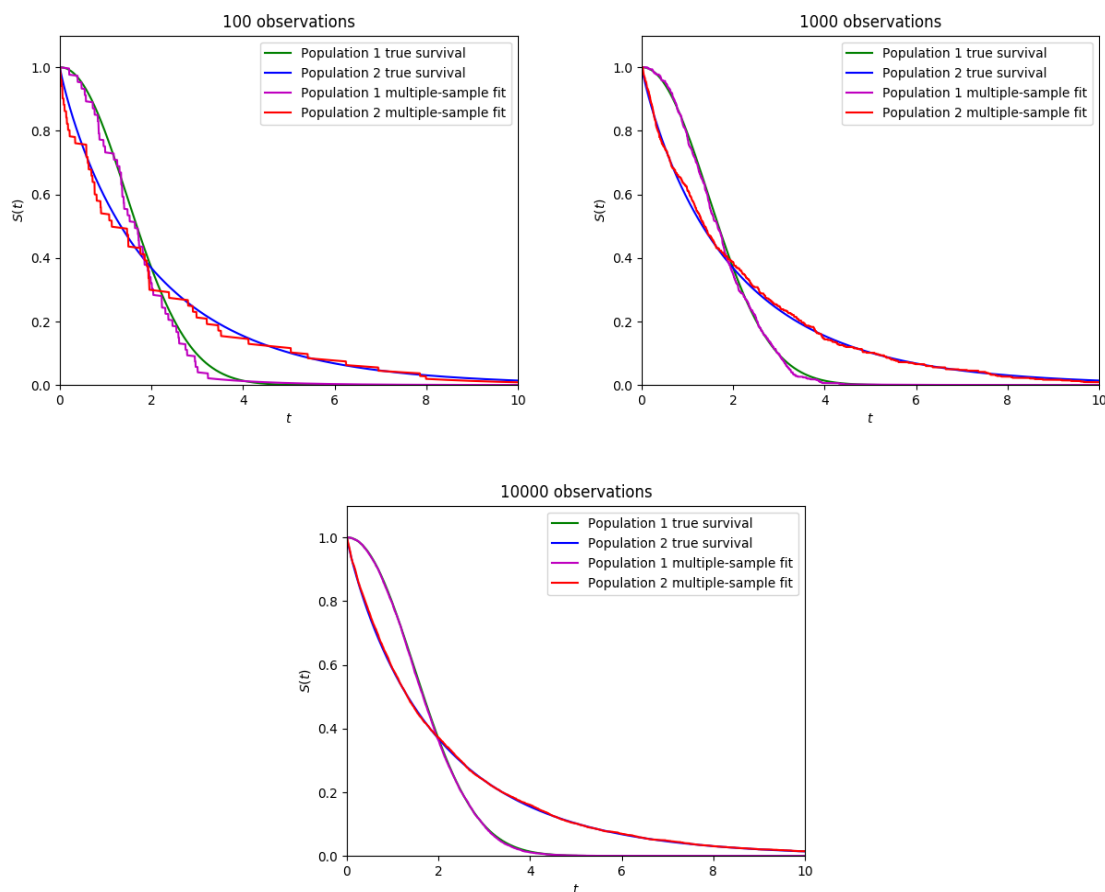 100 observations
Population 1 true survival
Population 2 true survival
Population 1 multiple-sample fit
Population 2 multiple-sample fit
1.0
0.8
0.6
0.4
0.2
0.0
S(t)
0 2 4 6 8 10
t
1000 observations
Population 1 true survival
Population 2 true survival
Population 1 multiple-sample fit
Population 2 multiple-sample fit
1.0
0.8
0.6
0.4
0.2
0.0
S(t)
0 2 4 6 8 10
t
10000 observations
Population 1 true survival
Population 2 true survival
Population 1 multiple-sample fit
Population 2 multiple-sample fit
1.0
0.8
0.6
0.4
0.2
0.0
S(t)
0 2 4 6 8 10
t